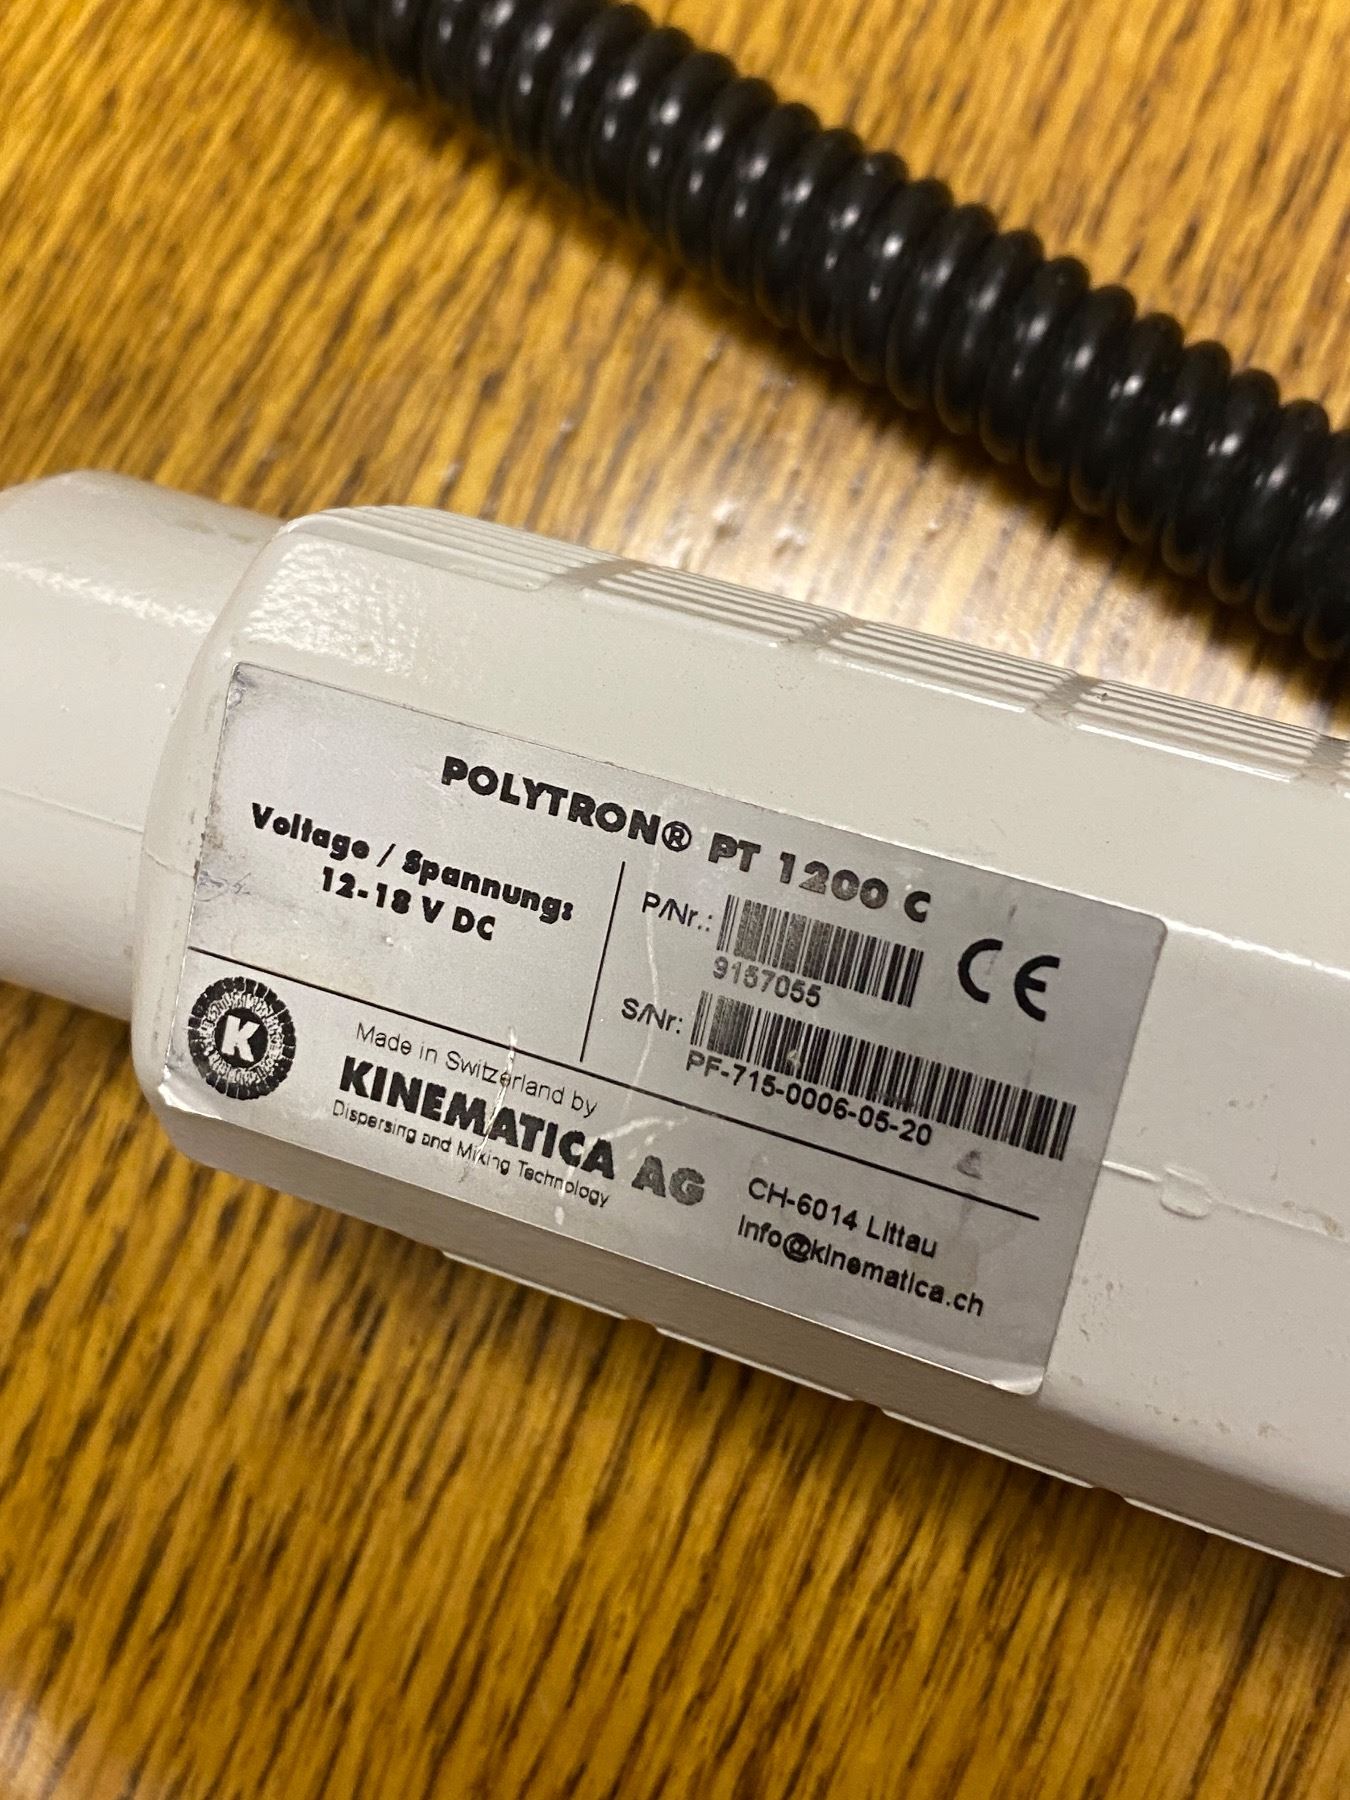 POLYTRON® PT 1200 C
Voltage / Spannung:
12-18 V DC
P/Nr.:
9157055
CE
S/Nr:
PF-715-0006-05-20
K
Made in Switzerland by
KINEMATICA AG
Dispersing and Mixing Technology
CH-6014 Littau
info@kinematica.ch